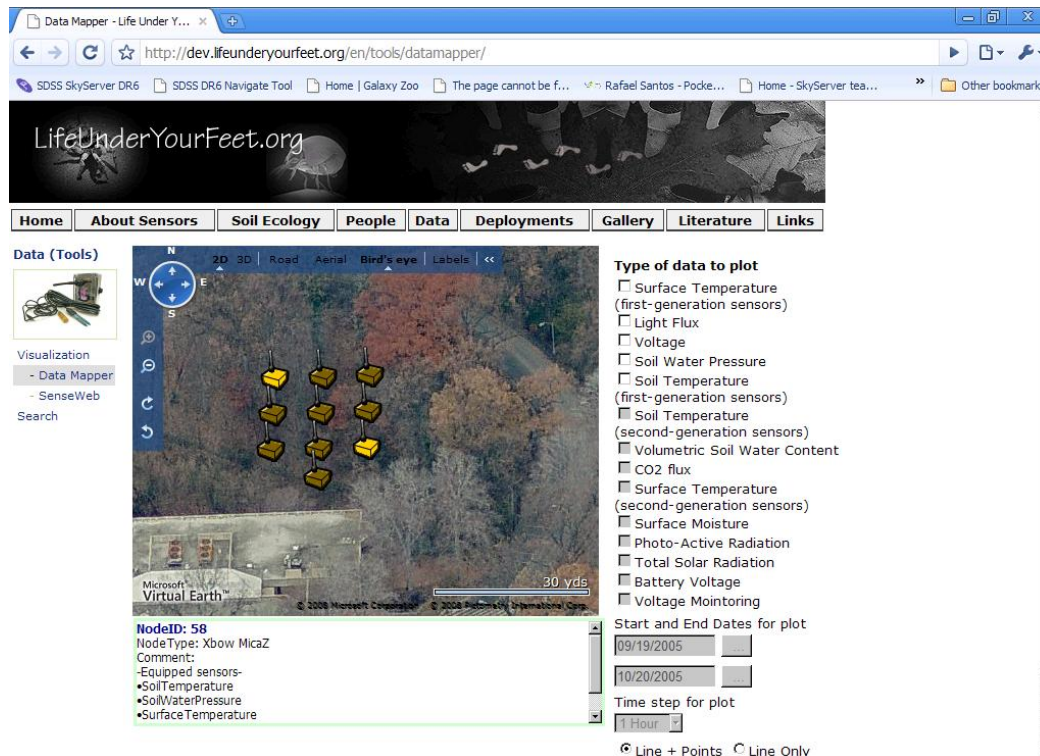 Data Mapper - Life Under Y...
http://dev.lifeunderyourfeet.org/en/tools/datamapper/
SDSS SkyServer DR6 SDSS DR6 Navigate Tool Home | Galaxy Zoo The page cannot be f... Rafael Santos - Pocke... Home - SkyServer tea... » Other bookmark
LifeUnderYourFeet.org
Home About Sensors Soil Ecology People Data Deployments Gallery Literature Links
Data (Tools)
Visualization
- Data Mapper
- SenseWeb
Search
N
W E
S
2D 3D | Road Aerial Bird's eye | Labels | «
Microsoft®
Virtual Earth™
30 yds
© 2008 Microsoft Corporation © 2008 Pictometry International Corp.
NodeID: 58
NodeType: Xbow MicaZ
Comment:
-Equipped sensors-
•SoilTemperature
•SoilWaterPressure
•SurfaceTemperature
Type of data to plot
Surface Temperature
(first-generation sensors)
Light Flux
Voltage
Soil Water Pressure
Soil Temperature
(first-generation sensors)
Soil Temperature
(second-generation sensors)
Volumetric Soil Water Content
CO2 flux
Surface Temperature
(second-generation sensors)
Surface Moisture
Photo-Active Radiation
Total Solar Radiation
Battery Voltage
Voltage Mointoring
Start and End Dates for plot
09/19/2005 ...
10/20/2005 ...
Time step for plot
1 Hour
Line + Points Line Only